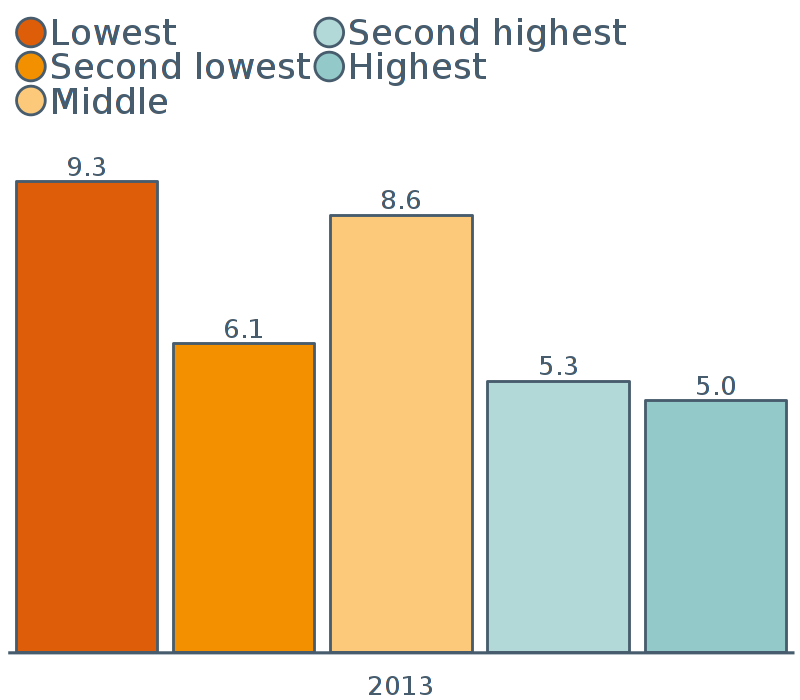 Lowest
Second lowest
Middle
Second highest
Highest
9.3
6.1
8.6
5.3
5.0
2013